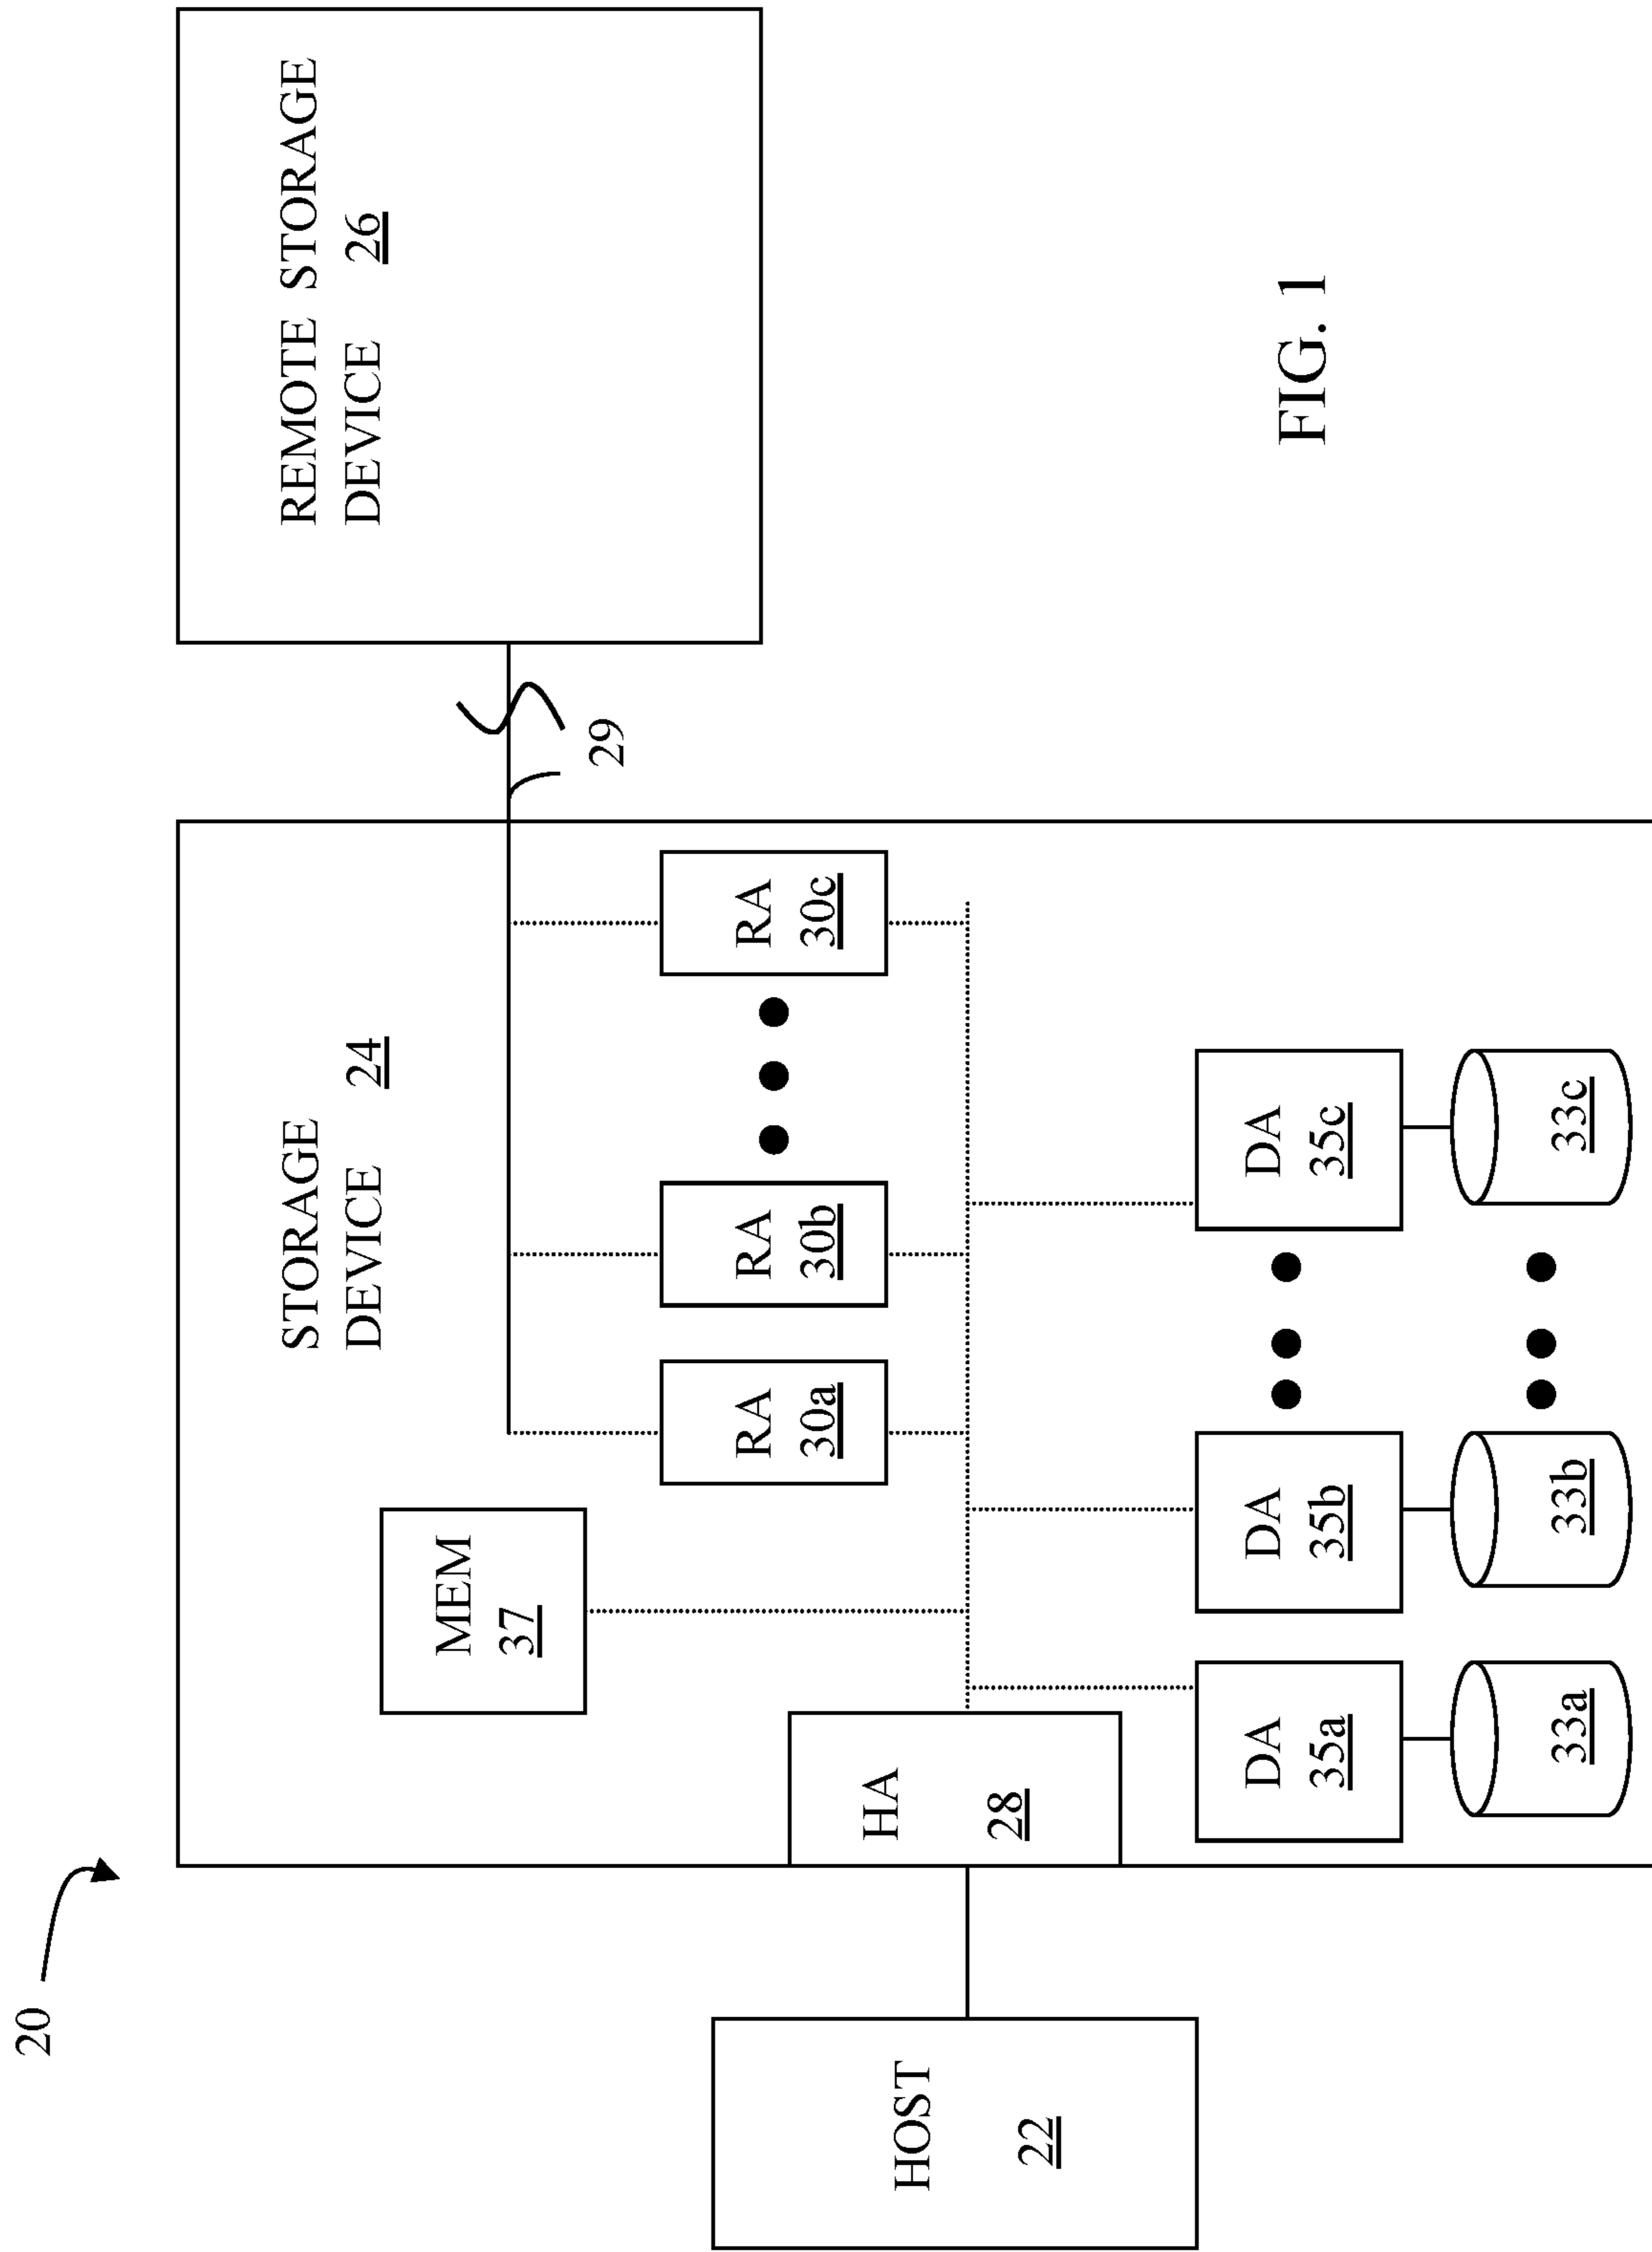 20
STORAGE
DEVICE 24
REMOTE STORAGE
DEVICE 26
MEM
37
29
RA
30a
RA
30b
RA
30c
HOST
22
HA
28
DA
35a
DA
35b
DA
35c
33a
33b
33c
FIG. 1